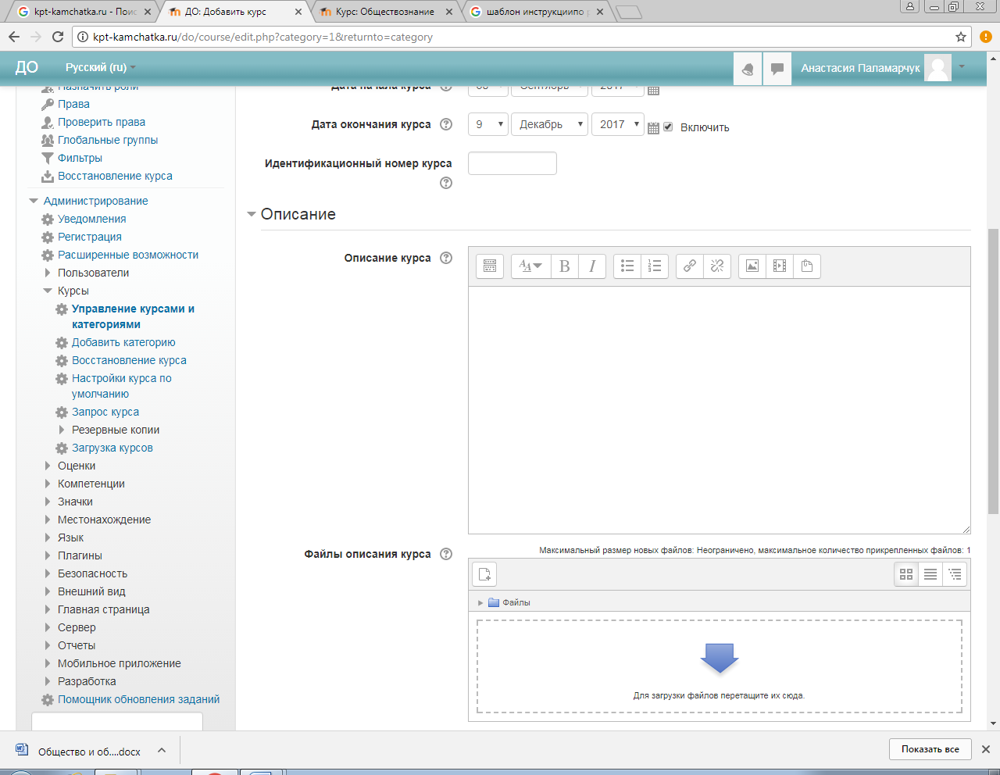 kpt-kamchatka.ru - Поис
ДО: Добавить курс
Курс: Обществознание
шаблон инструкциипо р
kpt-kamchatka.ru/do/course/edit.php?category=1&returnto=category
ДО
Русский (ru)
Анастасия Паламарчук
Назначить роли
Права
Проверить права
Глобальные группы
Фильтры
Восстановление курса
Администрирование
Уведомления
Регистрация
Расширенные возможности
Пользователи
Курсы
Управление курсами и
категориями
Добавить категорию
Восстановление курса
Настройки курса по
умолчанию
Запрос курса
Резервные копии
Загрузка курсов
Оценки
Компетенции
Значки
Местонахождение
Язык
Плагины
Безопасность
Внешний вид
Главная страница
Сервер
Отчеты
Мобильное приложение
Разработка
Помощник обновления заданий
Дата начала курса Сентябрь 2017
Дата окончания курса 9 Декабрь 2017 Включить
Идентификационный номер курса
Описание
Описание курса
Файлы описания курса
Максимальный размер новых файлов: Неограничено, максимальное количество прикрепленных файлов: 1
Файлы
Для загрузки файлов перетащите их сюда.
Общество и об....docx
Показать все